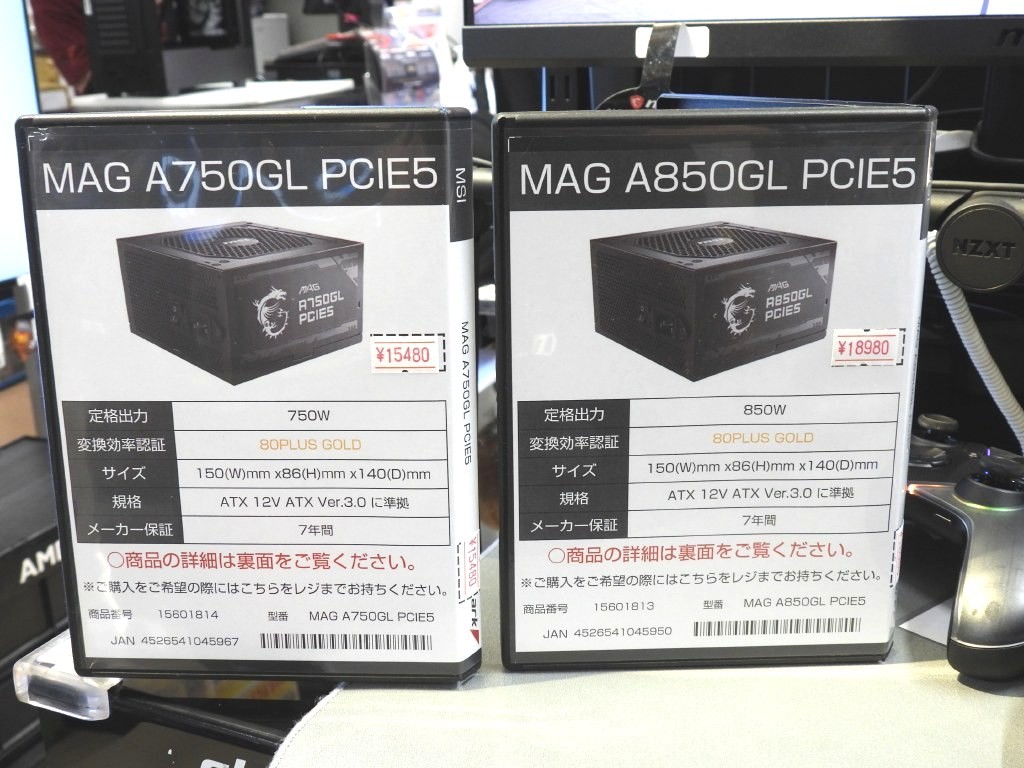 MAG A750GL PCIE5
MSI
MAG
A750GL
PCIE5
¥15480
MAG A750GL PCIE5
定格出力 750W
変換効率認証 80PLUS GOLD
サイズ 150(W)mm x86(H)mm x140(D)mm
規格 ATX 12V ATX Ver.3.0 に準拠
メーカー保証 7年間
○商品の詳細は裏面をご覧ください。
※ご購入をご希望の際にはこちらをレジまでお持ちください。
商品番号 15601814 型番 MAG A750GL PCIE5
JAN 4526541045967
¥15480
ark
MAG A850GL PCIE5
MAG
A850GL
PCIE5
¥18980
定格出力 850W
変換効率認証 80PLUS GOLD
サイズ 150(W)mm x86(H)mm x140(D)mm
規格 ATX 12V ATX Ver.3.0 に準拠
メーカー保証 7年間
○商品の詳細は裏面をご覧ください。
※ご購入をご希望の際にはこちらをレジまでお持ちください。
商品番号 15601813 型番 MAG A850GL PCIE5
JAN 4526541045950
NZXT